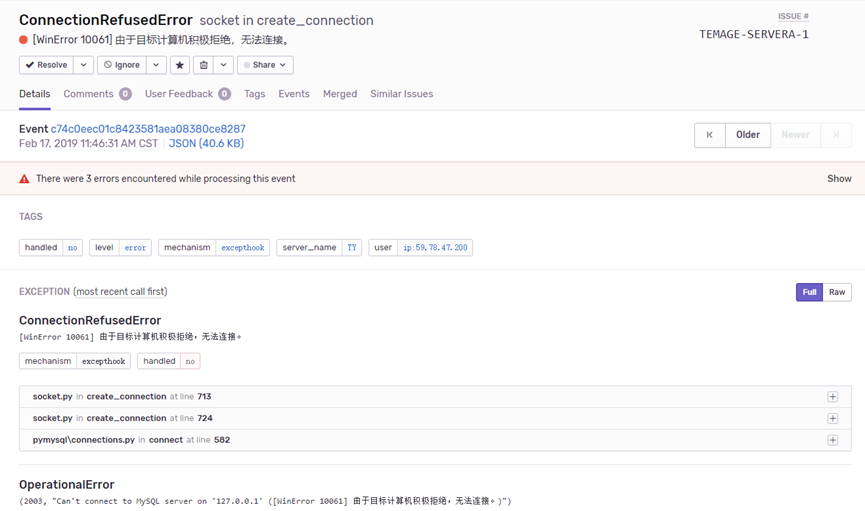 ConnectionRefusedError socket in create_connection
ISSUE #
[WinError 10061] 由于目标计算机积极拒绝，无法连接。
TEMAGE-SERVERA-1
Resolve Ignore Share
Details Comments 0 User Feedback 0 Tags Events Merged Similar Issues
Event c74c0eec01c8423581aea08380ce8287
Feb 17, 2019 11:46:31 AM CST JSON (40.6 KB)
Older Newer
There were 3 errors encountered while processing this event Show
TAGS
handled no level error mechanism excepthook server_name TY user ip:59.78.47.200
EXCEPTION (most recent call first) Full Raw
ConnectionRefusedError
[WinError 10061] 由于目标计算机积极拒绝，无法连接。
mechanism excepthook handled no
socket.py in create_connection at line 713
socket.py in create_connection at line 724
pymysql\connections.py in connect at line 582
OperationalError
(2003, "Can't connect to MySQL server on '127.0.0.1' ([WinError 10061] 由于目标计算机积极拒绝，无法连接。)")